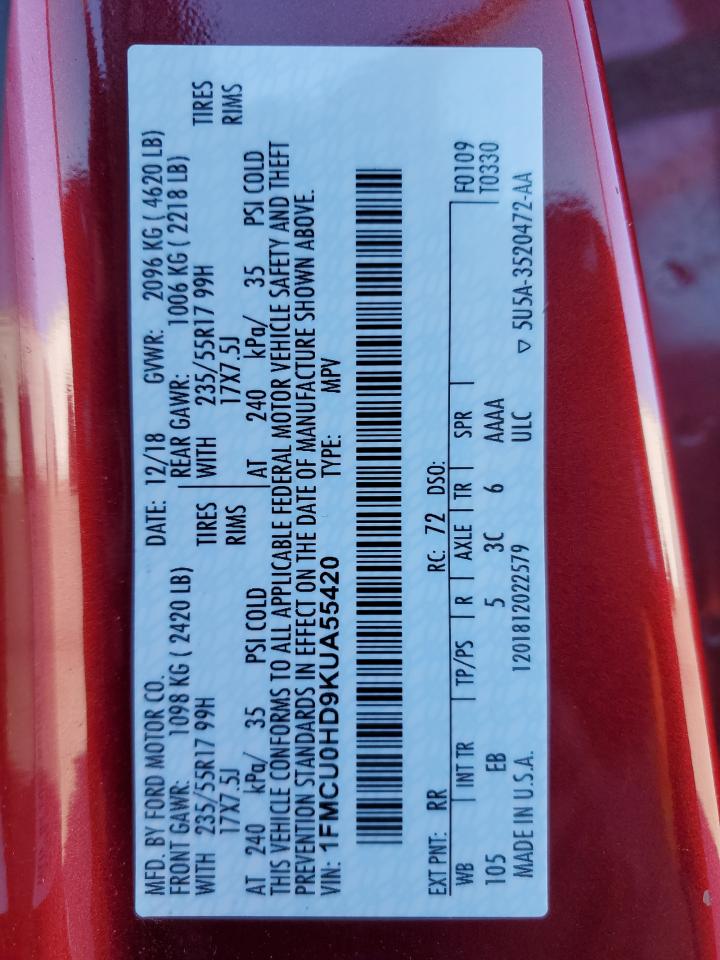 MFD. BY FORD MOTOR CO. DATE: 12/18 GVWR: 2096 KG ( 4620 LB)
FRONT GAWR: 1098 KG ( 2420 LB) REAR GAWR: 1006 KG ( 2218 LB)
WITH 235/55R17 99H TIRES WITH 235/55R17 99H TIRES
17X7.5J RIMS 17X7.5J RIMS
AT 240 kPa/ 35 PSI COLD AT 240 kPa/ 35 PSI COLD
THIS VEHICLE CONFORMS TO ALL APPLICABLE FEDERAL MOTOR VEHICLE SAFETY AND THEFT
PREVENTION STANDARDS IN EFFECT ON THE DATE OF MANUFACTURE SHOWN ABOVE.
VIN: 1FMCU0HD9KUA55420 TYPE: MPV
EXT PNT: RR RC: 72 DSO:
WB | INT TR | TP/PS | R | AXLE | TR | SPR | F0109
T0330
105 EB 5 3C 6 AAAA
MADE IN U.S.A. 1201812022579 ULC ▽ 5U5A-3520472-AA